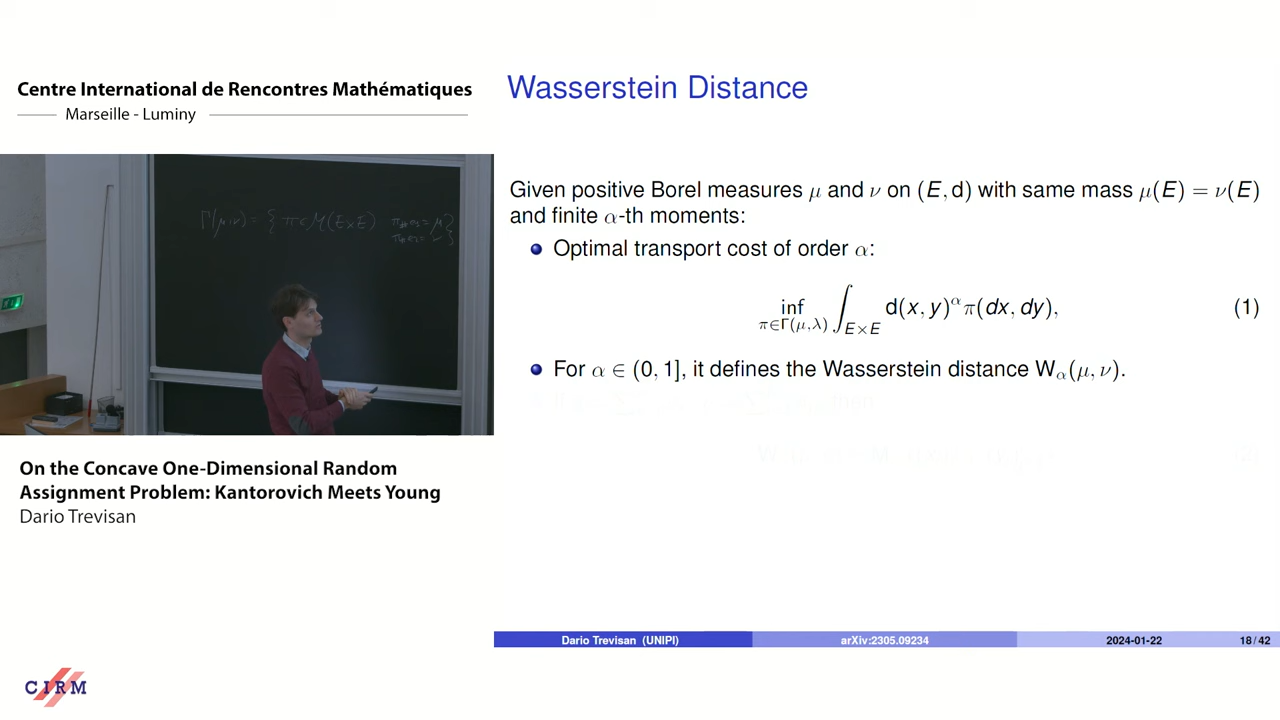 Centre International de Rencontres Mathématiques
Marseille - Luminy
Γ(μ,ν) = { π ∈ M(E×E)
On the Concave One-Dimensional Random
Assignment Problem: Kantorovich Meets Young
Dario Trevisan
CIRM
Wasserstein Distance
Given positive Borel measures μ and ν on (E, d) with same mass μ(E) = ν(E)
and finite α-th moments:
Optimal transport cost of order α:
inf_{π∈Γ(μ,λ)} ∫_{E×E} d(x, y)^α π(dx, dy), (1)
For α ∈ (0, 1], it defines the Wasserstein distance W_α(μ, ν).
Dario Trevisan (UNIPI) arXiv:2305.09234 2024-01-22 18 / 42